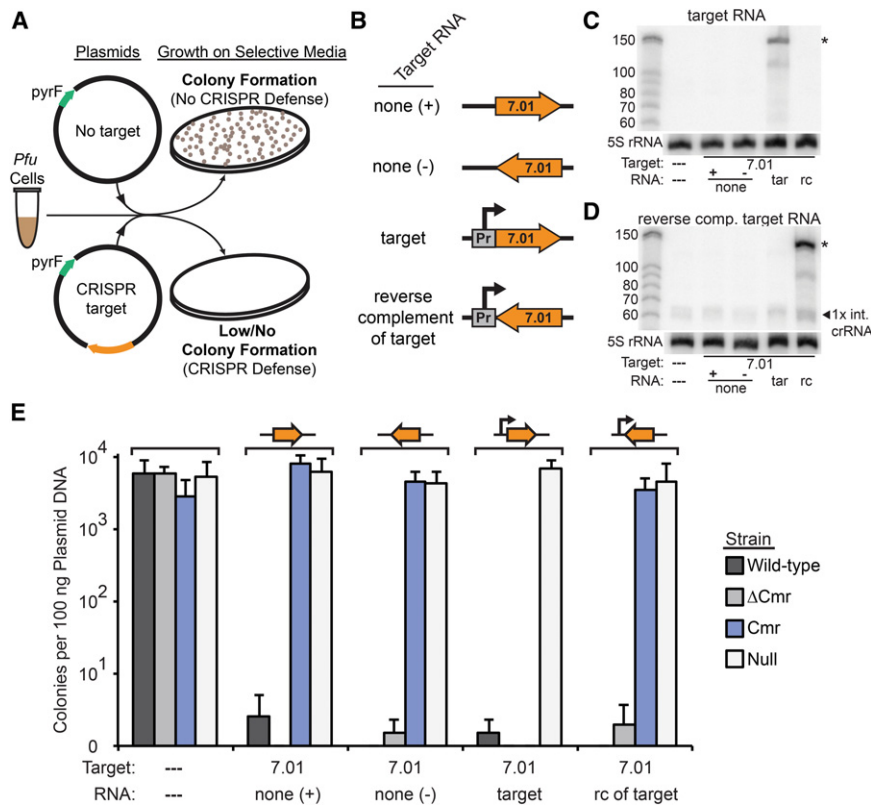 A
Plasmids
Growth on Selective Media
pyrF
No target
Colony Formation
(No CRISPR Defense)
Pfu
Cells
pyrF
CRISPR
target
Low/No
Colony Formation
(CRISPR Defense)
B
Target RNA
none (+)
7.01
none (-)
7.01
target
Pr
7.01
reverse
complement
of target
Pr
7.01
C
target RNA
150
100
80
70
60
*
5S rRNA
Target: --- 7.01
RNA: + - tar rc
none
D
reverse comp. target RNA
150
100
80
70
60
*
1x int.
crRNA
5S rRNA
Target: --- 7.01
RNA: --- + - tar rc
none
E
Colonies per 100 ng Plasmid DNA
10^4
10^3
10^2
10^1
0
Target: --- 7.01 7.01 7.01 7.01
RNA: --- none (+) none (-) target rc of target
Strain
Wild-type
ΔCmr
Cmr
Null